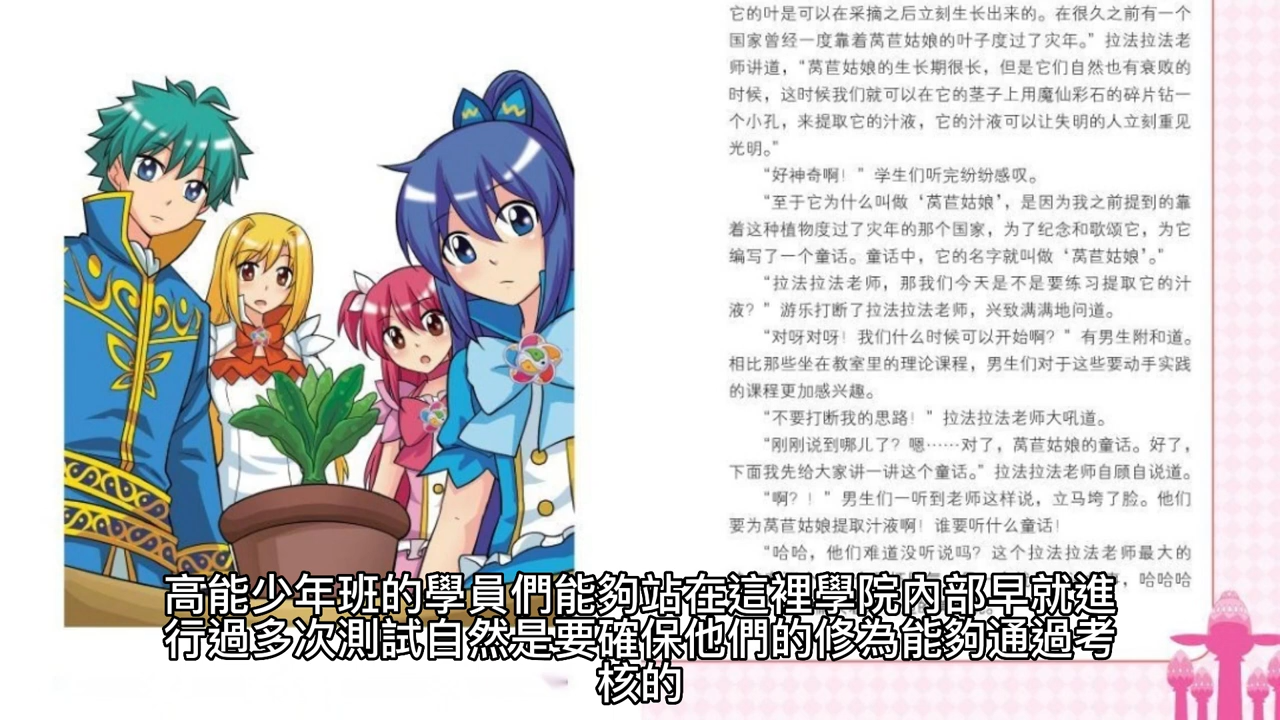 它的叶是可以在采摘之后立刻生长出来的。在很久之前有一个
国家曾经一度靠着莴苣姑娘的叶子度过了灾年。”拉法拉法老
师讲道，“莴苣姑娘的生长期很长，但是它们自然也有衰败的
时候，这时候我们就可以在它的茎子上用魔仙彩石的碎片钻一
个小孔，来提取它的汁液，它的汁液可以让失明的人立刻重见
光明。”
“好神奇啊！”学生们听完纷纷感叹。
“至于它为什么叫做‘莴苣姑娘’，是因为我之前提到的靠
着这种植物度过了灾年的那个国家，为了纪念和歌颂它，为它
编写了一个童话。童话中，它的名字就叫做‘莴苣姑娘’。”
“拉法拉法老师，那我们今天是不是要练习提取它的汁
液？”游乐打断了拉法拉法老师，兴致满满地问道。
“对呀对呀！我们什么时候可以开始啊？”有男生附和道。
相比那些坐在教室里的理论课程，男生们对于这些要动手实践
的课程更加感兴趣。
“不要打断我的思路！”拉法拉法老师大吼道。
“刚刚说到哪儿了？嗯……对了，莴苣姑娘的童话。好了，
下面我先给大家讲一讲这个童话。”拉法拉法老师自顾自说道。
“啊？！”男生们一听到老师这样说，立马垮了脸。他们
要为莴苣姑娘提取汁液啊！谁要听什么童话！
“哈哈，他们难道没听说吗？这个拉法拉法老师最大的
，哈哈哈
高能少年班的學員們能夠站在這裡學院內部早就進
行過多次測試自然是要確保他們的修為能夠通過考
核的